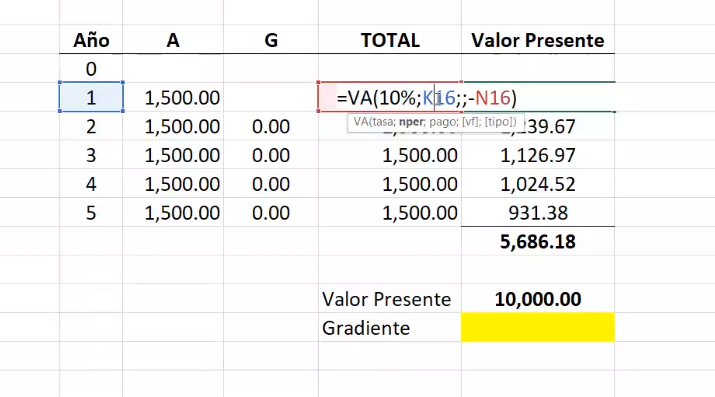 Año A G TOTAL Valor Presente
0
1 1,500.00 =VA(10%;K16;;-N16)
VA(tasa; nper; pago; [vf]; [tipo])
2 1,500.00 0.00
3 1,500.00 0.00 1,500.00 1,126.97
4 1,500.00 0.00 1,500.00 1,024.52
5 1,500.00 0.00 1,500.00 931.38
5,686.18
Valor Presente 10,000.00
Gradiente